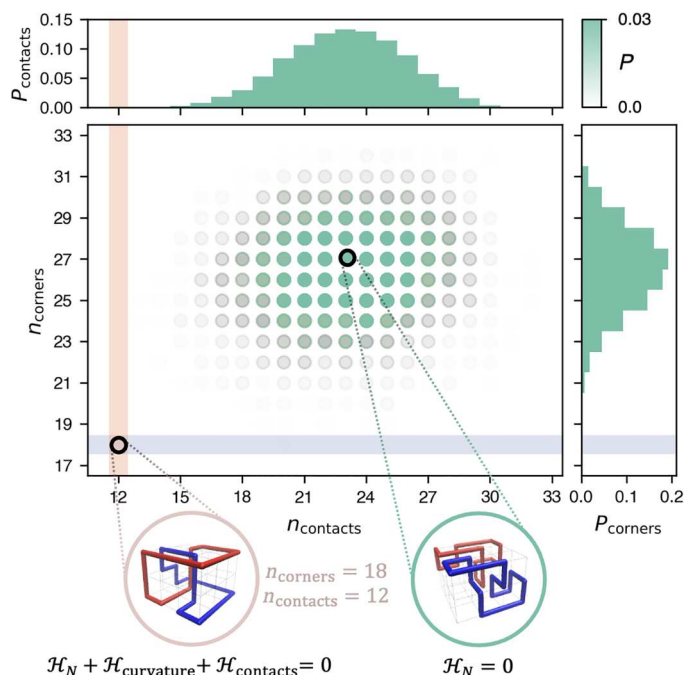 0.15
0.10
0.05
0.00
P_contacts
0.03
P
0.0
33
31
29
27
25
23
21
19
17
n_corners
12 15 18 21 24 27 30 33
n_contacts
0.0 0.1 0.2
P_corners
n_corners = 18
n_contacts = 12
ℋ_N + ℋ_curvature + ℋ_contacts = 0
ℋ_N = 0